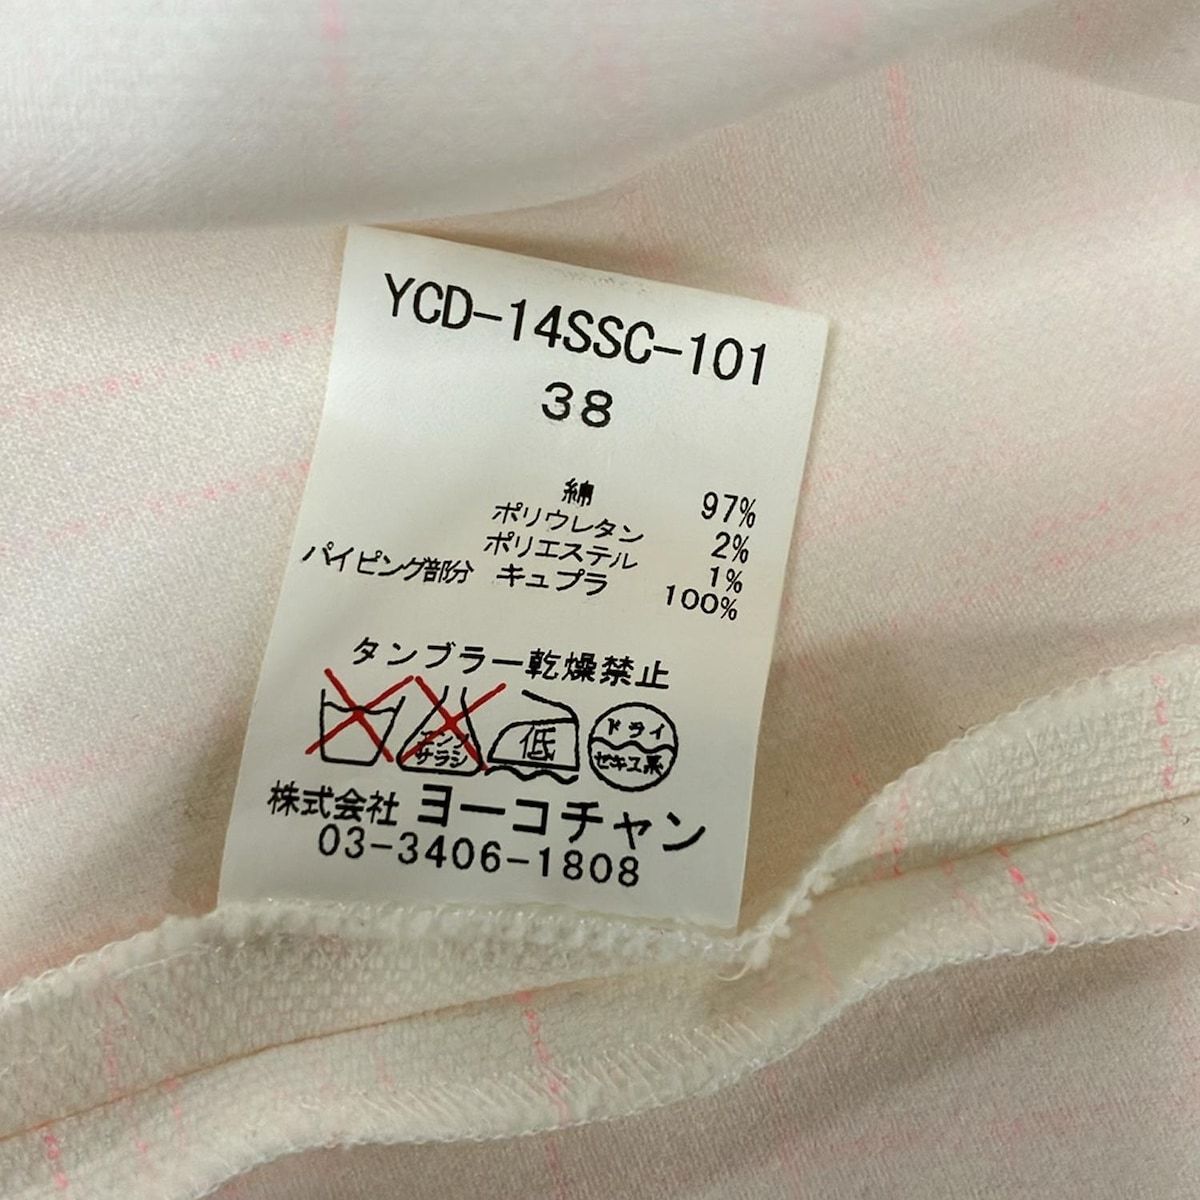 YCD-14SSC-101
38
綿 97%
ポリウレタン 2%
ポリエステル 1%
パイピング部分 キュプラ 100%
タンブラー乾燥禁止
エンソ サラシ 低 ドライ セキユ系
株式会社 ヨーコチャン
03-3406-1808